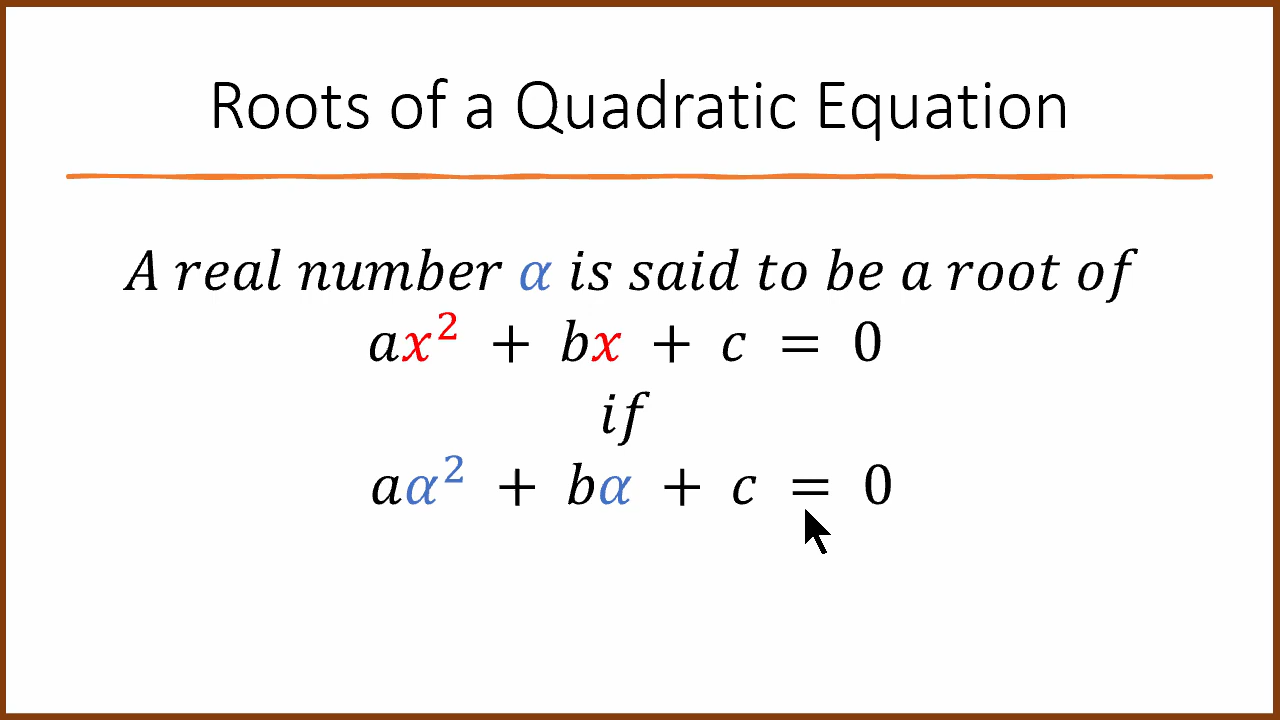 Roots of a Quadratic Equation
A real number α is said to be a root of
ax² + bx + c = 0
if
aα² + bα + c = 0